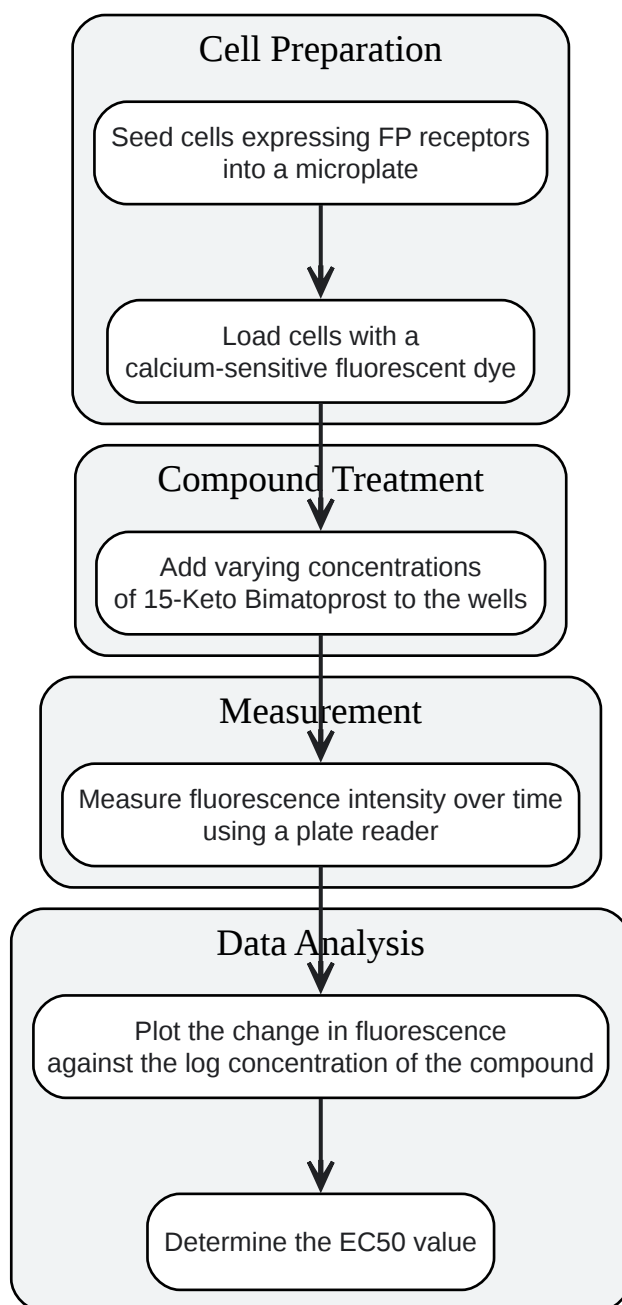 Cell Preparation
Seed cells expressing FP receptors
into a microplate
Load cells with a
calcium-sensitive fluorescent dye
Compound Treatment
Add varying concentrations
of 15-Keto Bimatoprost to the wells
Measurement
Measure fluorescence intensity over time
using a plate reader
Data Analysis
Plot the change in fluorescence
against the log concentration of the compound
Determine the EC50 value